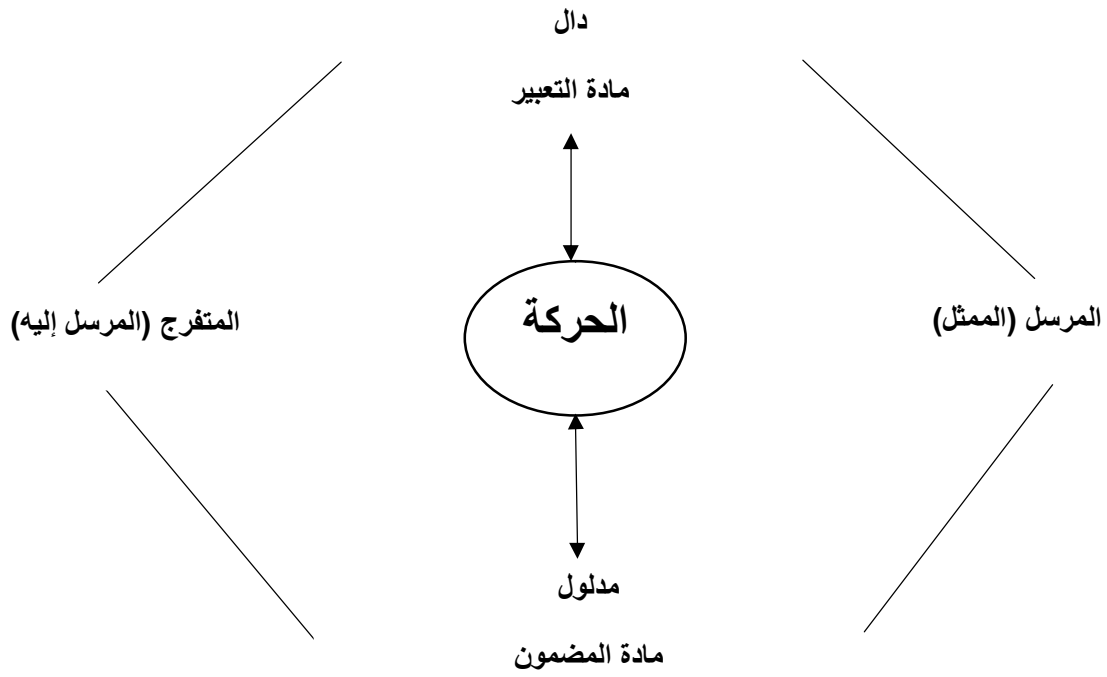 دال
مادة التعبير
المرسل (الممثل)
الحركة
المتفرج (المرسل إليه)
مدلول
مادة المضمون